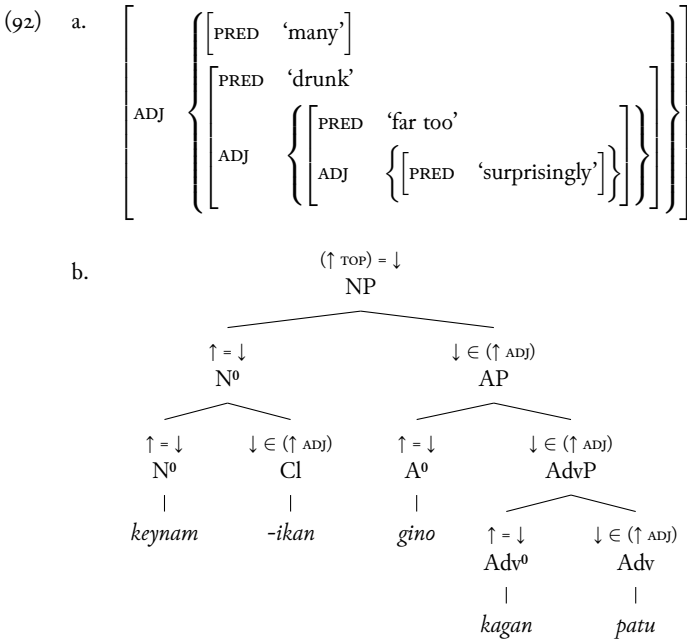 (92) a.
[PRED ‘many’]
PRED ‘drunk’
PRED ‘far too’
ADJ
ADJ
ADJ {[PRED ‘surprisingly’]}
b.
(↑ TOP) = ↓
NP
↑ = ↓ ↓ ∈ (↑ ADJ)
N⁰ AP
↑ = ↓ ↓ ∈ (↑ ADJ) ↑ = ↓ ↓ ∈ (↑ ADJ)
N⁰ Cl A⁰ AdvP
keynam -ikan gino
↑ = ↓ ↓ ∈ (↑ ADJ)
Adv⁰ Adv
kagan patu